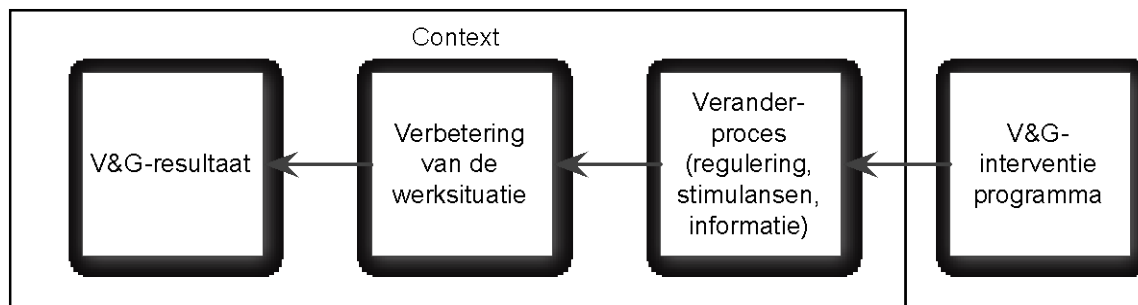 Context
V&G-resultaat
Verbetering
van de
werksituatie
Verander-
proces
(regulering,
stimulansen,
informatie)
V&G-
interventie
programma